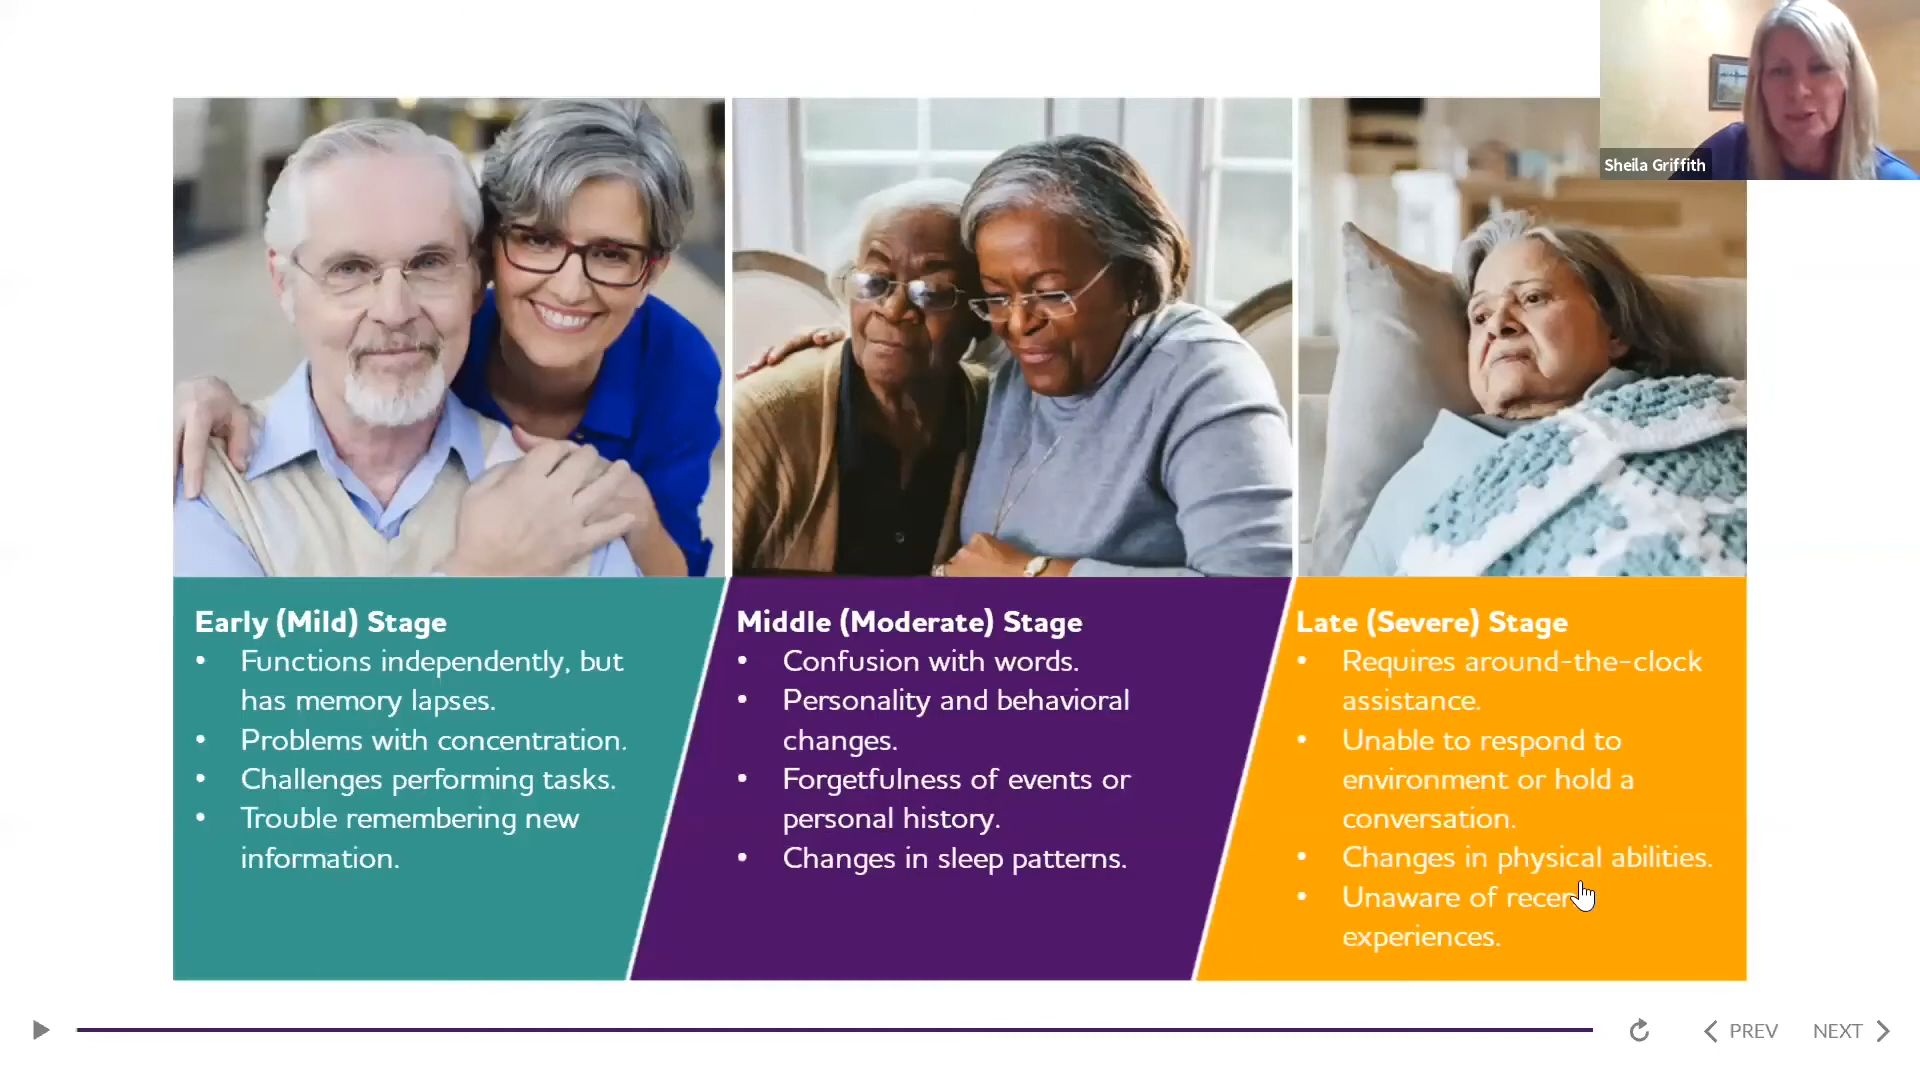 Sheila Griffith
Early (Mild) Stage
• Functions independently, but
has memory lapses.
• Problems with concentration.
• Challenges performing tasks.
• Trouble remembering new
information.
Middle (Moderate) Stage
• Confusion with words.
• Personality and behavioral
changes.
• Forgetfulness of events or
personal history.
• Changes in sleep patterns.
Late (Severe) Stage
• Requires around-the-clock
assistance.
• Unable to respond to
environment or hold a
conversation.
• Changes in physical abilities.
• Unaware of
experiences.
PREV
NEXT